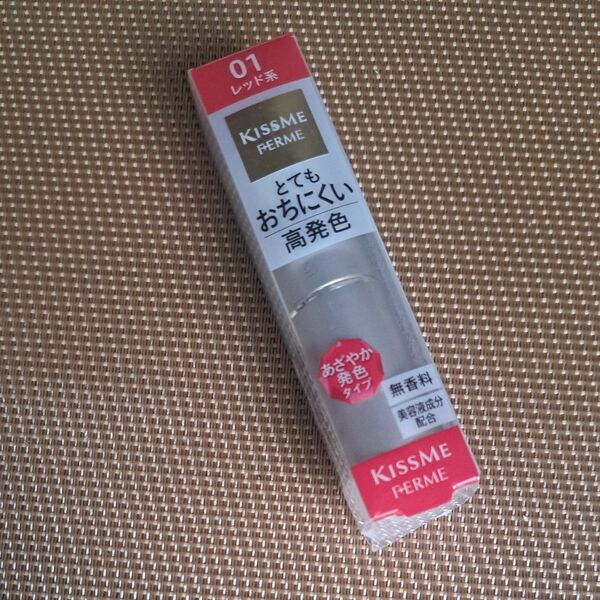 01
レッド系
KISSME
FERME
とても
おちにくい
高発色
あざやか
発色
タイプ
無香料
美容液成分
配合
KISSME
FERME